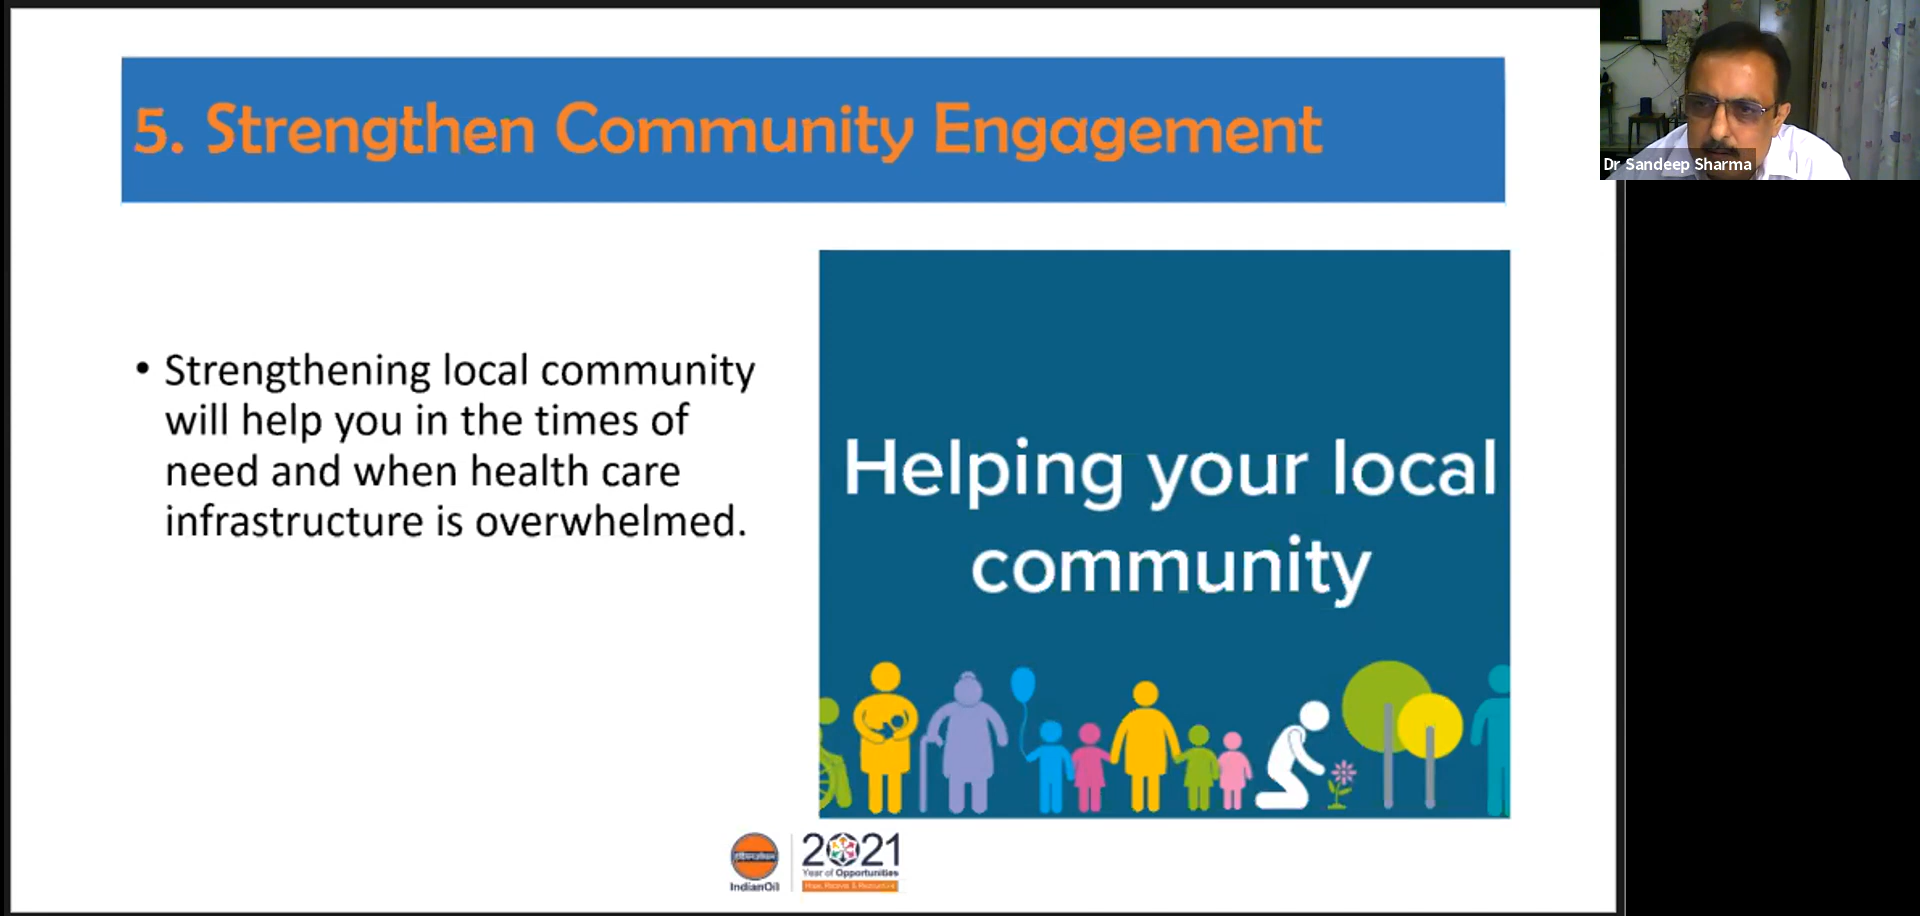 5. Strengthen Community Engagement
Dr Sandeep Sharma
• Strengthening local community
will help you in the times of
need and when health care
infrastructure is overwhelmed.
Helping your local
community
इंडियनऑयल
IndianOil
2021
Year of Opportunities